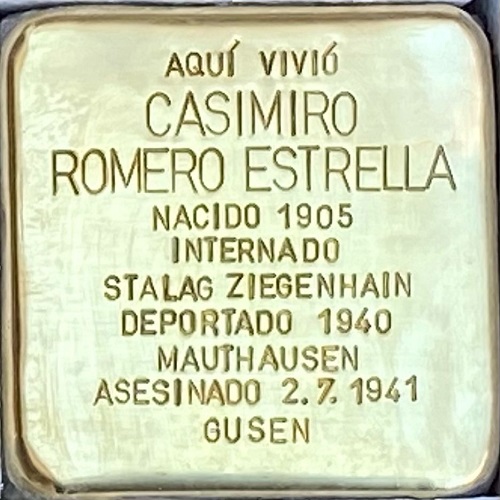 AQUÍ VIVIÓ
CASIMIRO
ROMERO ESTRELLA
NACIDO 1905
INTERNADO
STALAG ZIEGENHAIN
DEPORTADO 1940
MAUTHAUSEN
ASESINADO 2.7.1941
GUSEN